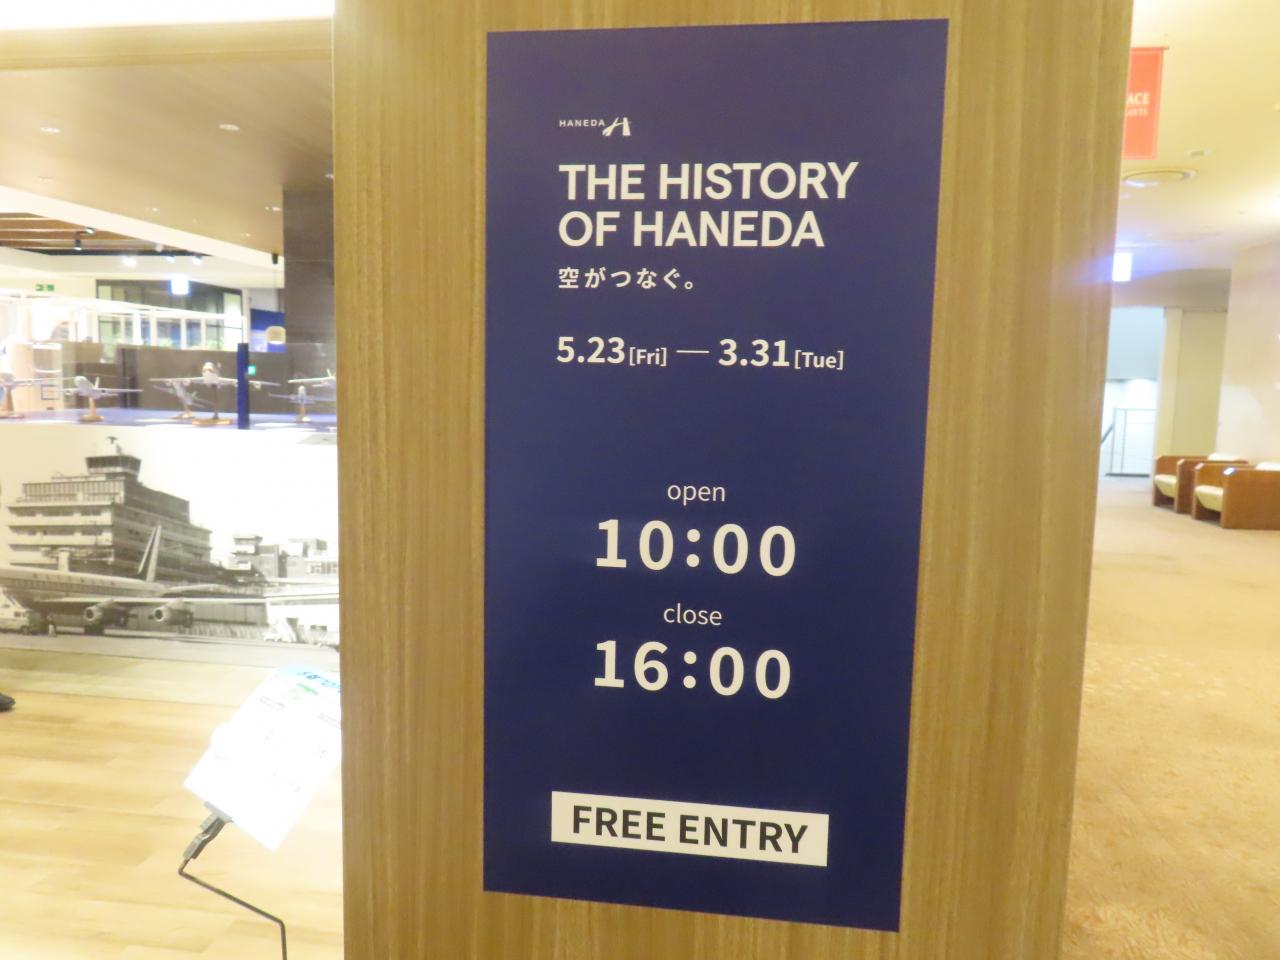 HANEDA
THE HISTORY
OF HANEDA
空がつなぐ。
5.23[Fri] — 3.31[Tue]
open
10:00
close
16:00
FREE ENTRY